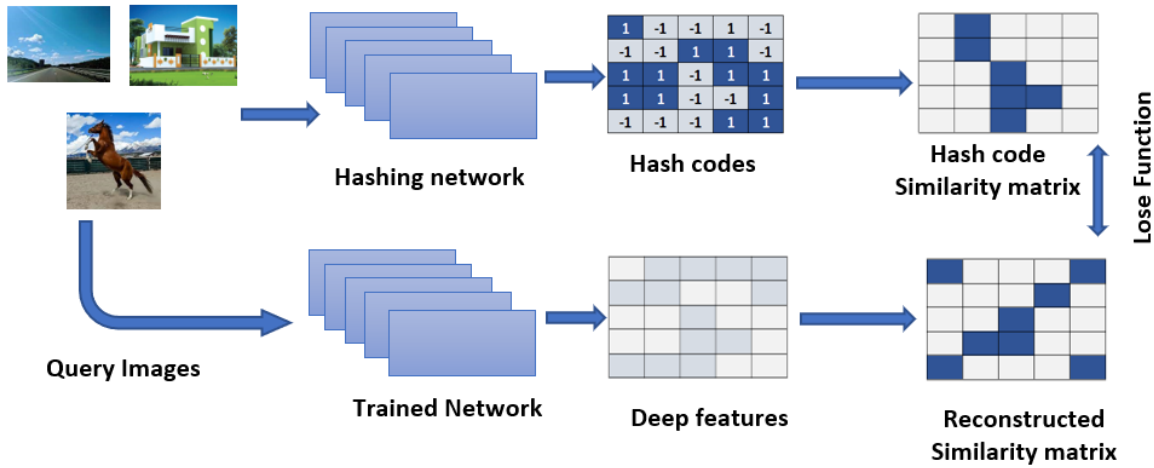 1 -1 -1 1 -1
-1 -1 1 1 -1
1 1 -1 1 1
1 1 -1 -1 1
-1 -1 -1 1 1
Hashing network
Hash codes
Hash code
Similarity matrix
Lose Function
Query Images
Trained Network
Deep features
Reconstructed
Similarity matrix